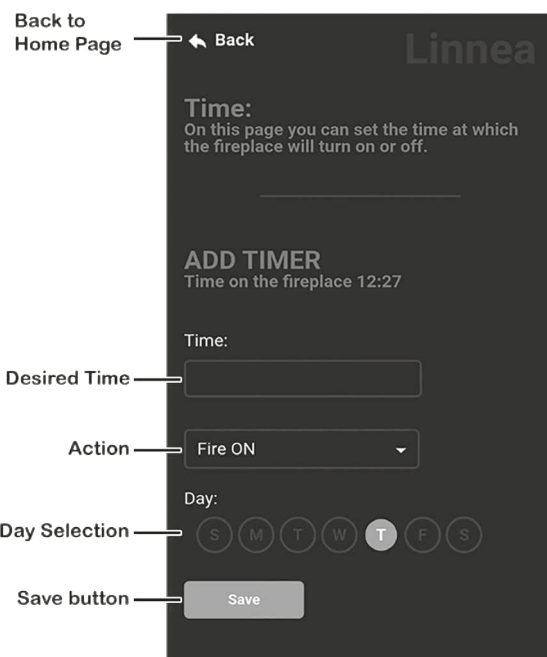 Back to
Home Page
Back
Linnea
Time:
On this page you can set the time at which
the fireplace will turn on or off.
ADD TIMER
Time on the fireplace 12:27
Time:
Desired Time
Action
Fire ON
Day:
Day Selection
S M T W T F S
Save button
Save